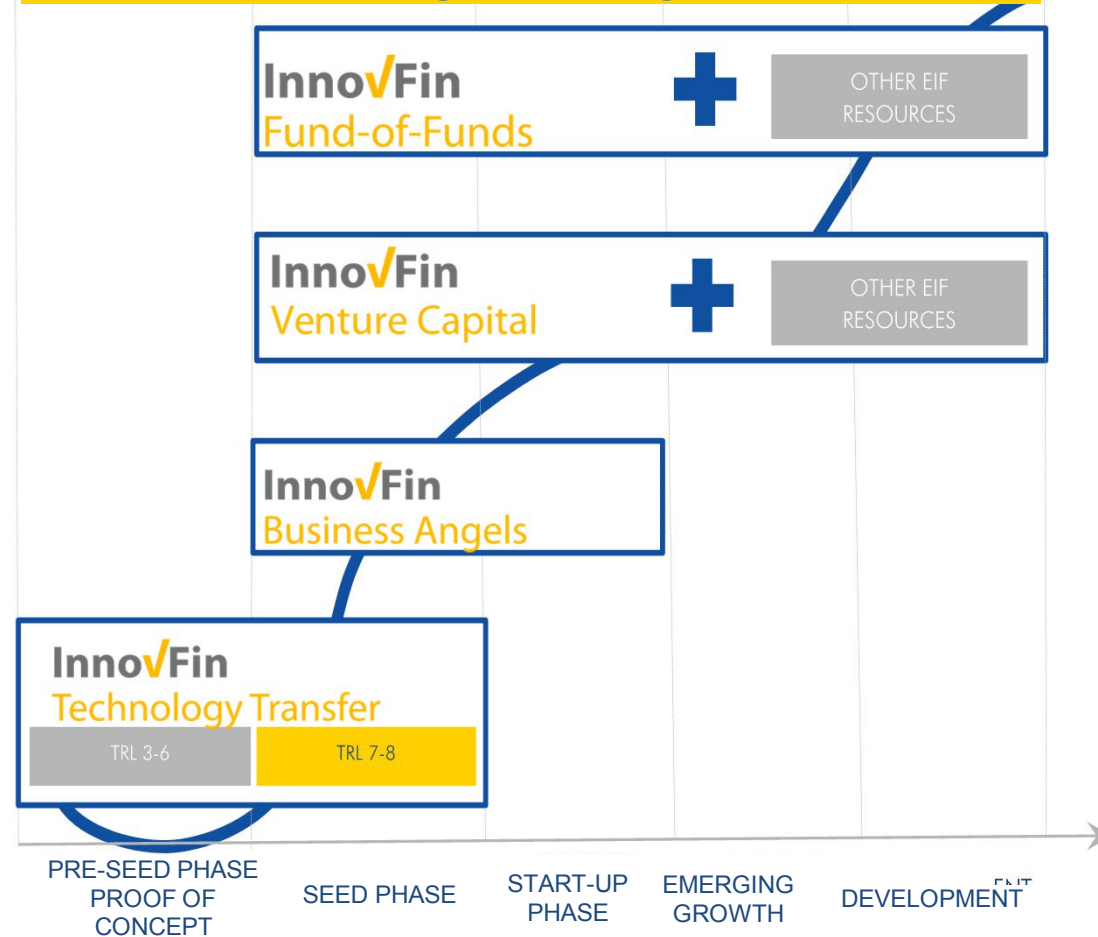 InnovFin
Fund-of-Funds
OTHER EIF
RESOURCES
InnovFin
Venture Capital
OTHER EIF
RESOURCES
InnovFin
Business Angels
InnovFin
Technology Transfer
TRL 3-6
TRL 7-8
PRE-SEED PHASE
PROOF OF
CONCEPT
SEED PHASE
START-UP
PHASE
EMERGING
GROWTH
DEVELOPMENT